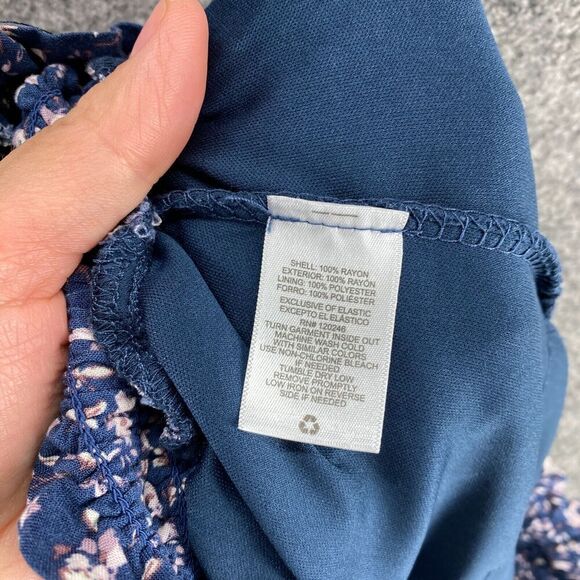 SHELL: 100% RAYON
EXTERIOR: 100% RAYÓN
LINING: 100% POLYESTER
FORRO: 100% POLIÉSTER
EXCLUSIVE OF ELASTIC
EXCEPTO EL ELÁSTICO
RN# 120246
TURN GARMENT INSIDE OUT
MACHINE WASH COLD
WITH SIMILAR COLORS
USE NON-CHLORINE BLEACH
IF NEEDED
TUMBLE DRY LOW
REMOVE PROMPTLY
LOW IRON ON REVERSE
SIDE IF NEEDED